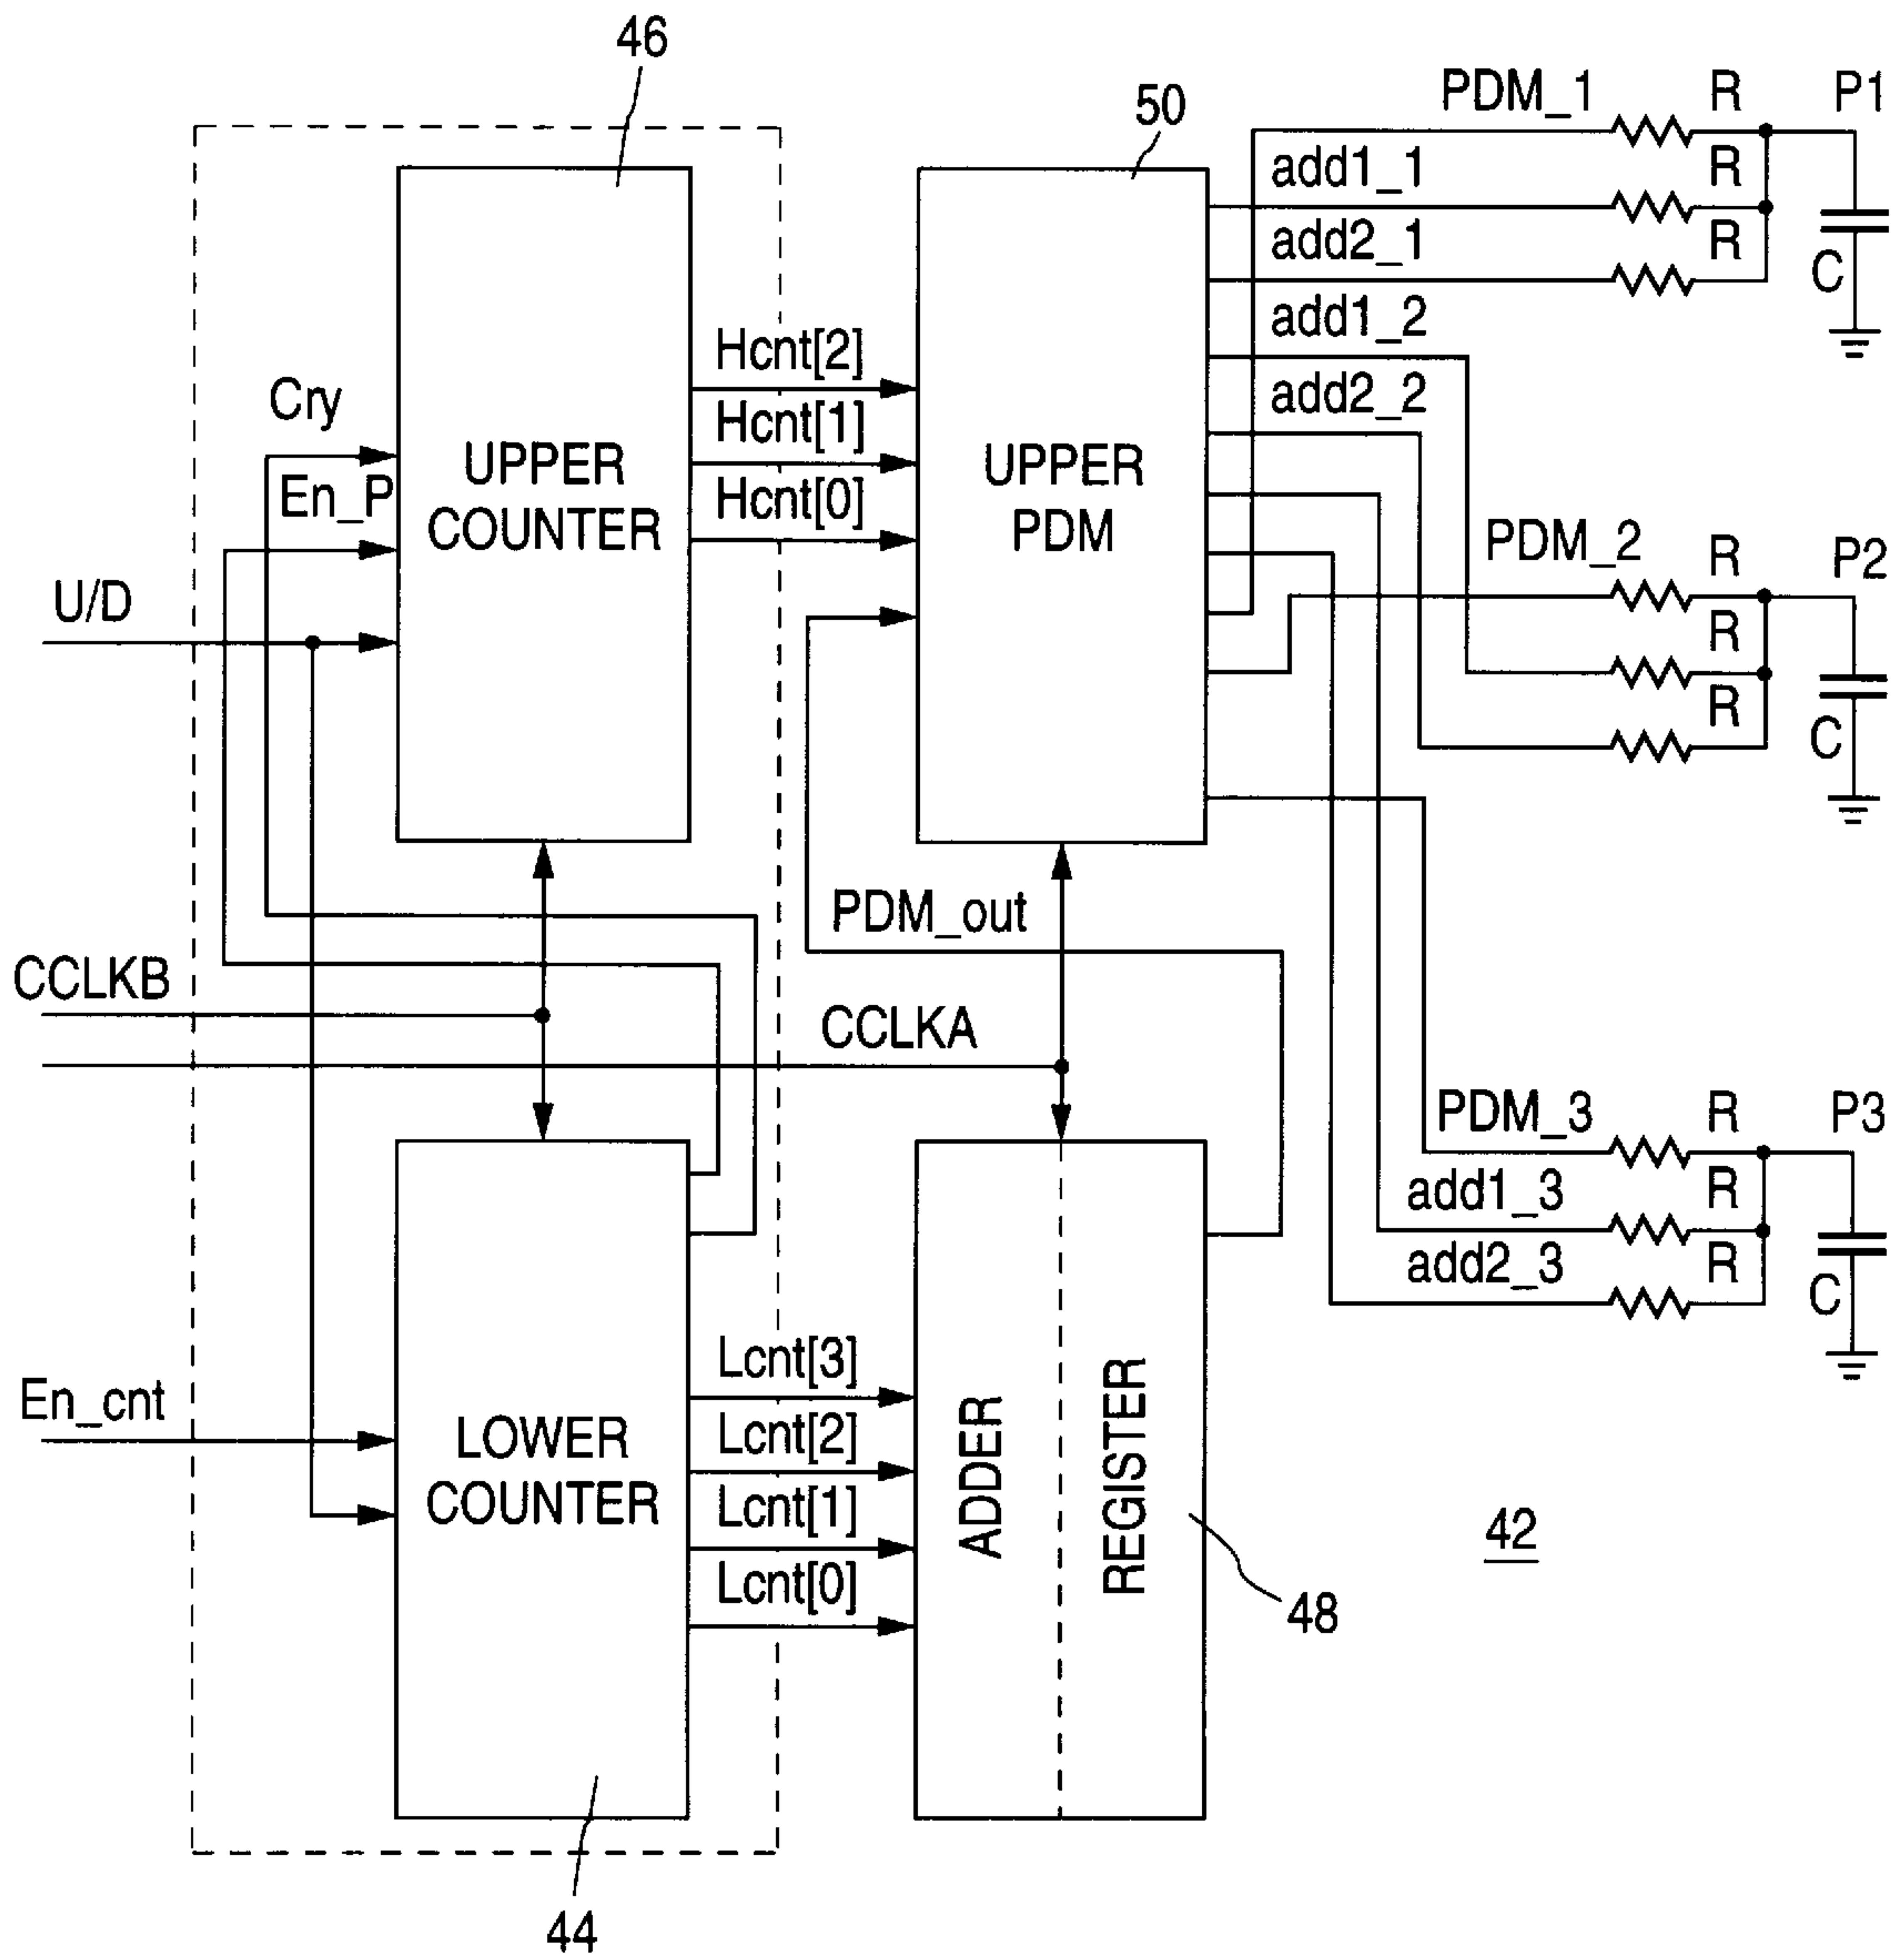 46
50
PDM_1 R P1
add1_1 R
add2_1 R
C
add1_2
add2_2
Hcnt[2]
Hcnt[1]
Hcnt[0]
Cry
En_P
U/D
UPPER
COUNTER
UPPER
PDM
PDM_2 R P2
R
R
C
PDM_out
CCLKB
CCLKA
PDM_3 R P3
add1_3 R
add2_3 R
C
En_cnt
LOWER
COUNTER
Lcnt[3]
Lcnt[2]
Lcnt[1]
Lcnt[0]
ADDER
REGISTER
42
48
44